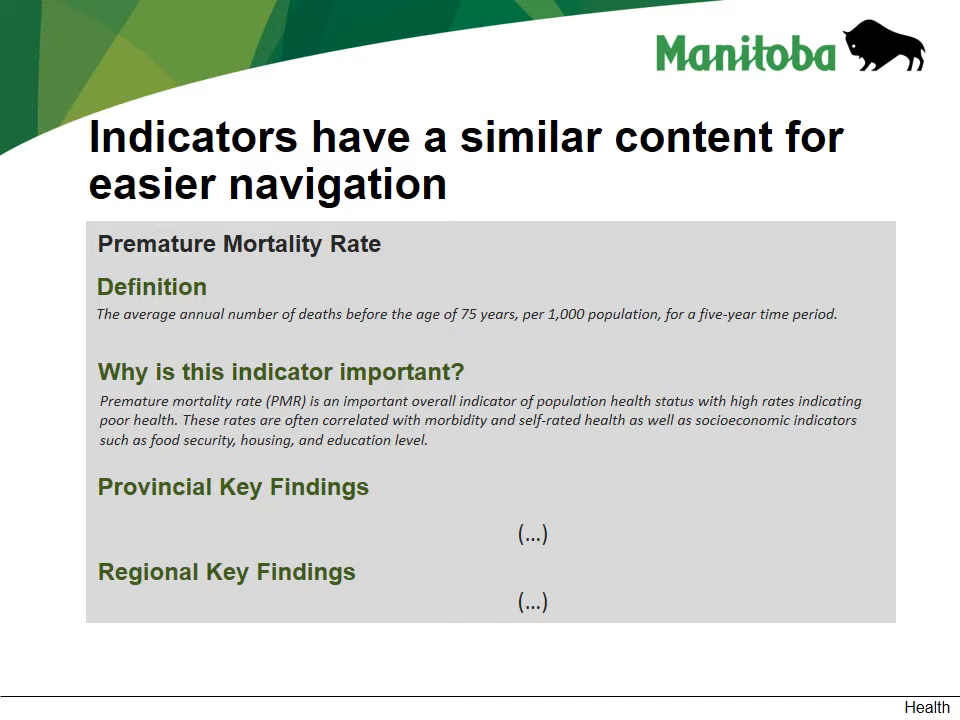 Manitoba
Indicators have a similar content for
easier navigation
Premature Mortality Rate
Definition
The average annual number of deaths before the age of 75 years, per 1,000 population, for a five-year time period.
Why is this indicator important?
Premature mortality rate (PMR) is an important overall indicator of population health status with high rates indicating
poor health. These rates are often correlated with morbidity and self-rated health as well as socioeconomic indicators
such as food security, housing, and education level.
Provincial Key Findings
(...)
Regional Key Findings
(...)
Health